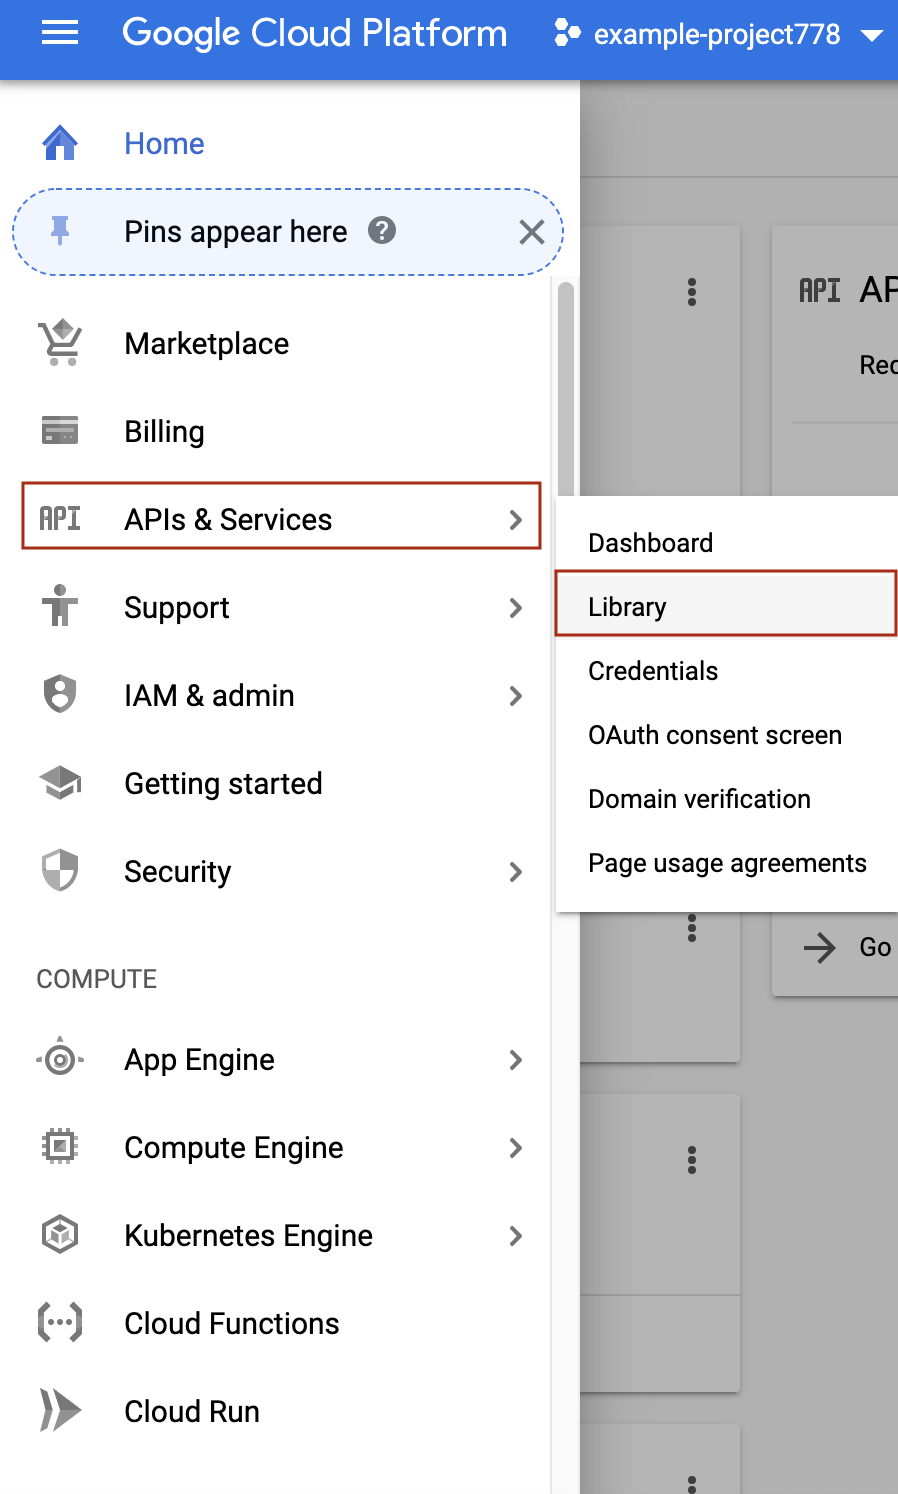 Google Cloud Platform
example-project778
Home
Pins appear here
Marketplace
Billing
API
APIs & Services
Support
IAM & admin
Getting started
Security
COMPUTE
App Engine
Compute Engine
Kubernetes Engine
Cloud Functions
Cloud Run
Dashboard
Library
Credentials
OAuth consent screen
Domain verification
Page usage agreements
API
AP
Rec
Go